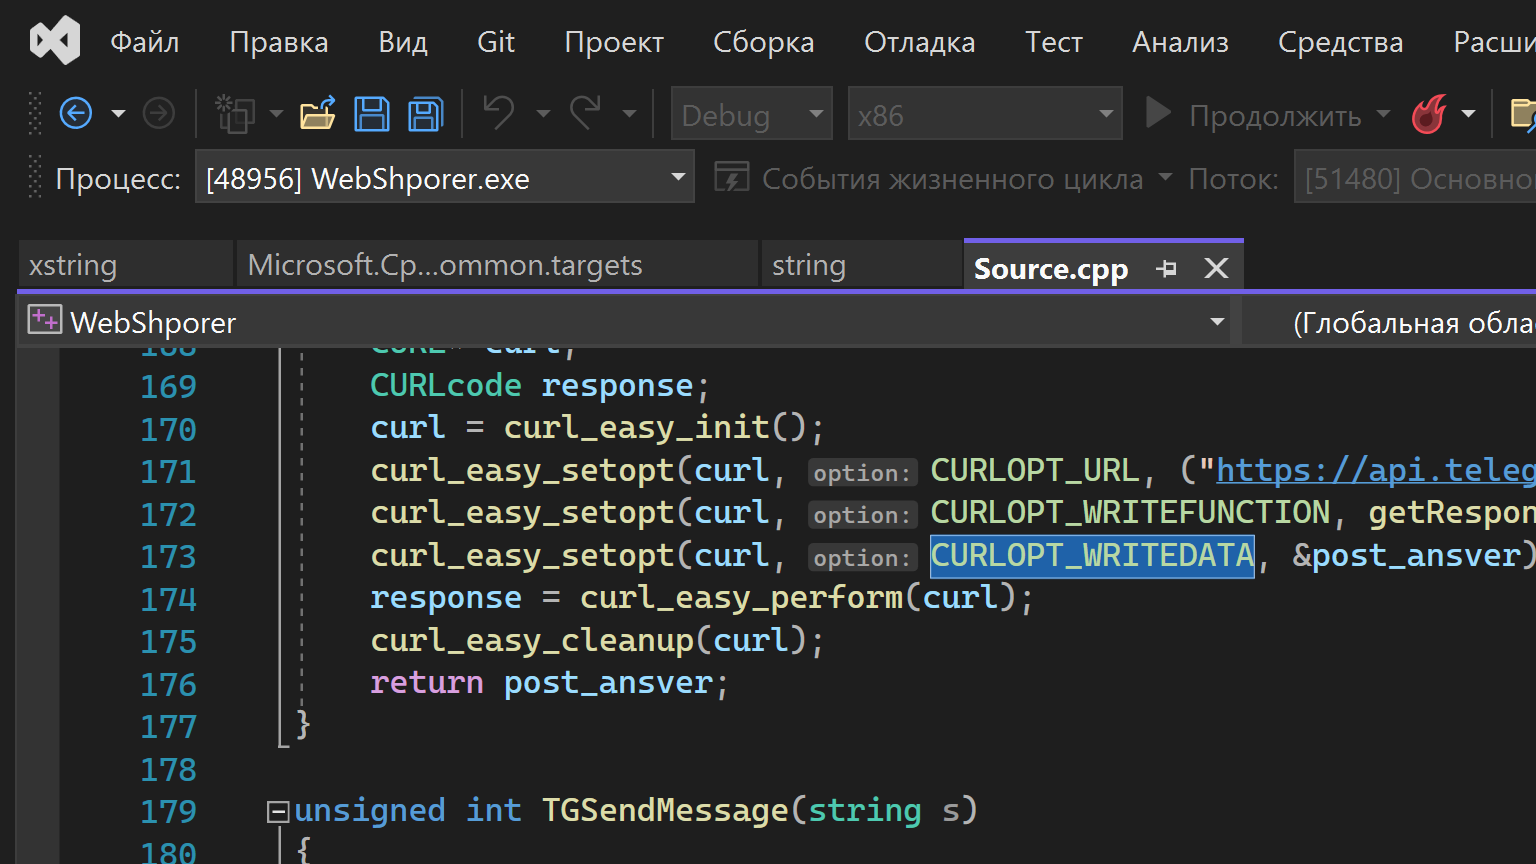 Файл Правка Вид Git Проект Сборка Отладка Тест Анализ Средства
Debug x86 Продолжить
Процесс: [48956] WebShporer.exe События жизненного цикла Поток: [51480]
xstring Microsoft.Cp...ommon.targets string Source.cpp
WebShporer (Глобальная
168 CURL* curl;
169 CURLcode response;
170 curl = curl_easy_init();
171 curl_easy_setopt(curl, option: CURLOPT_URL, ("https://api.teleg
172 curl_easy_setopt(curl, option: CURLOPT_WRITEFUNCTION, getRespon
173 curl_easy_setopt(curl, option: CURLOPT_WRITEDATA, &post_ansver)
174 response = curl_easy_perform(curl);
175 curl_easy_cleanup(curl);
176 return post_ansver;
177 }
178
179 unsigned int TGSendMessage(string s)
180 {